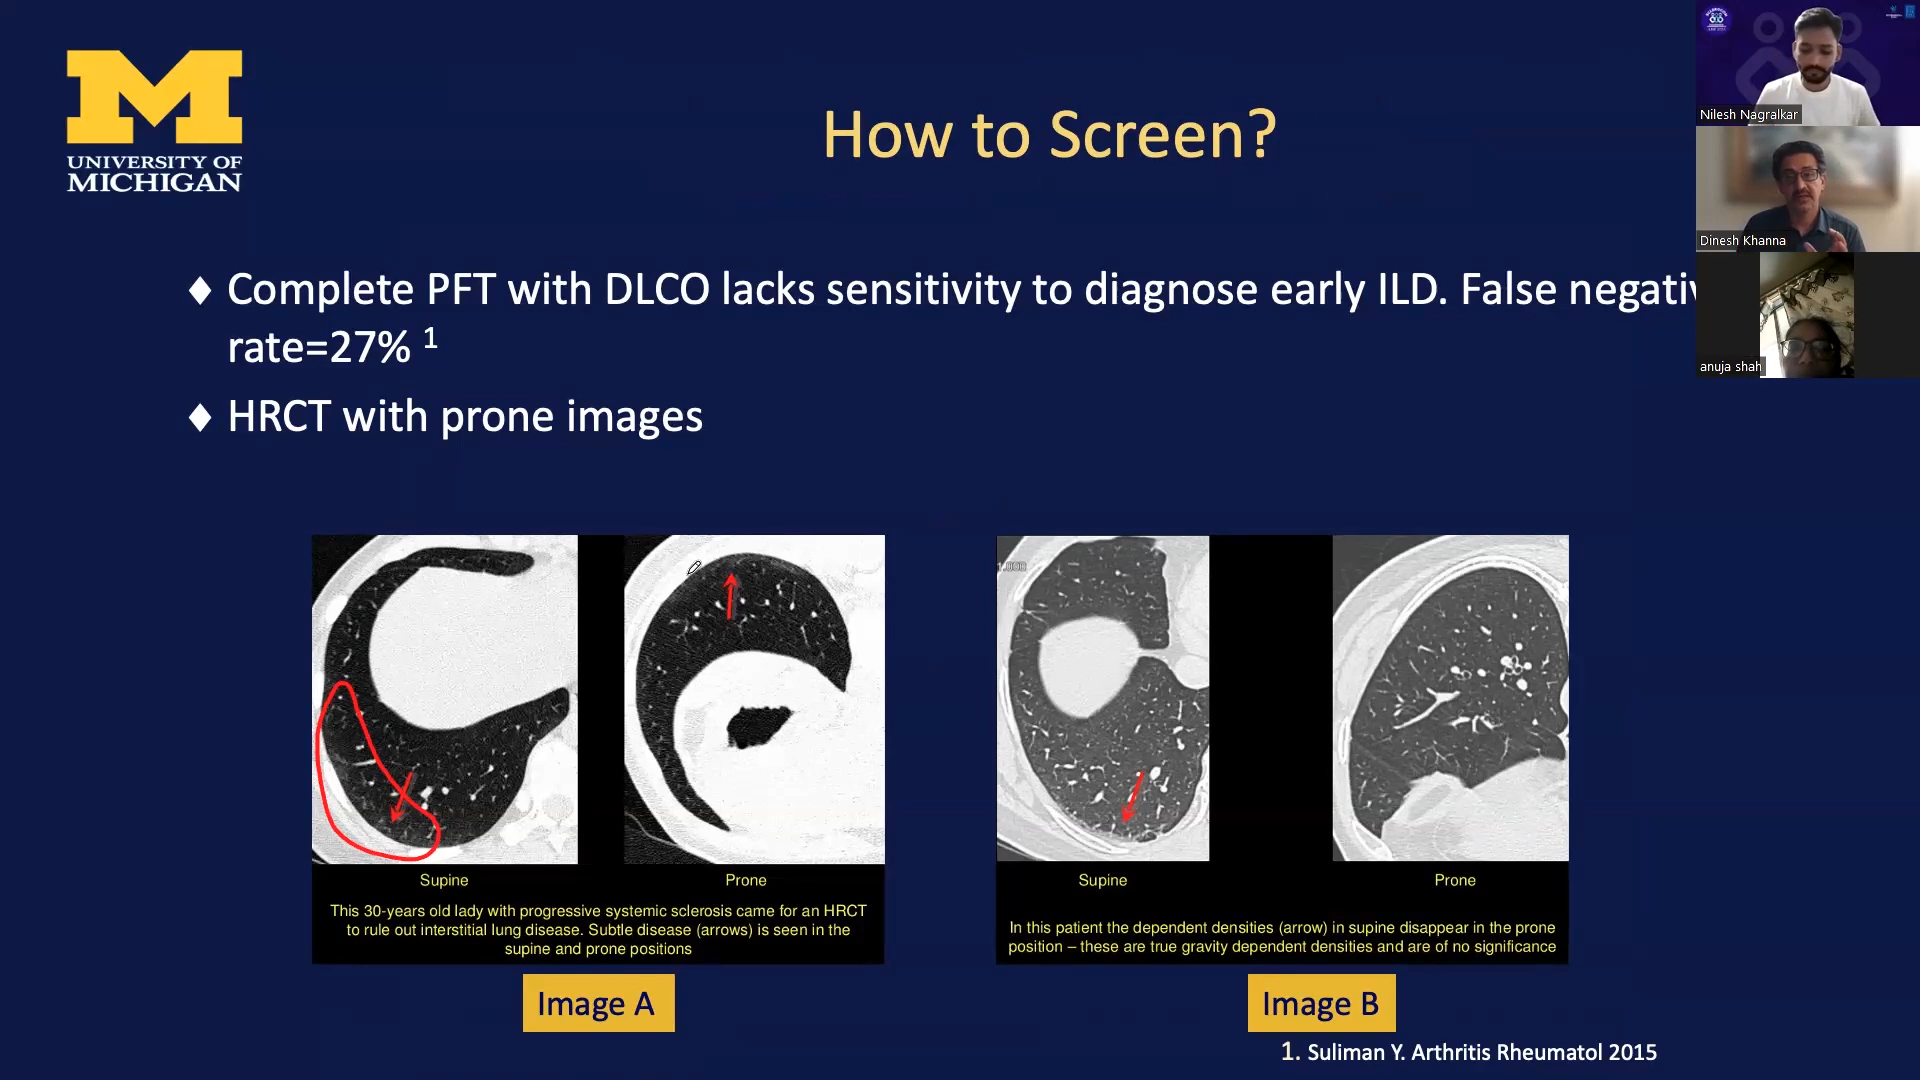 UNIVERSITY OF
MICHIGAN
How to Screen?
Nilesh Nagralkar
Dinesh Khanna
anuja shah
♦ Complete PFT with DLCO lacks sensitivity to diagnose early ILD. False negativ
rate=27% 1
♦ HRCT with prone images
1.000
Supine
Prone
This 30-years old lady with progressive systemic sclerosis came for an HRCT
to rule out interstitial lung disease. Subtle disease (arrows) is seen in the
supine and prone positions
Image A
Supine
Prone
In this patient the dependent densities (arrow) in supine disappear in the prone
position – these are true gravity dependent densities and are of no significance
Image B
1. Suliman Y. Arthritis Rheumatol 2015